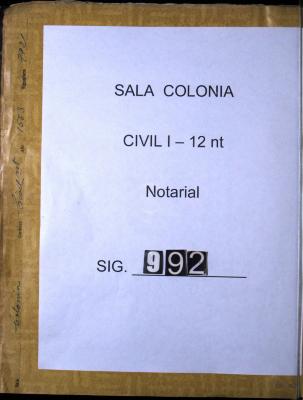 SALA COLONIA
CIVIL I – 12 nt
Notarial
SIG. 992